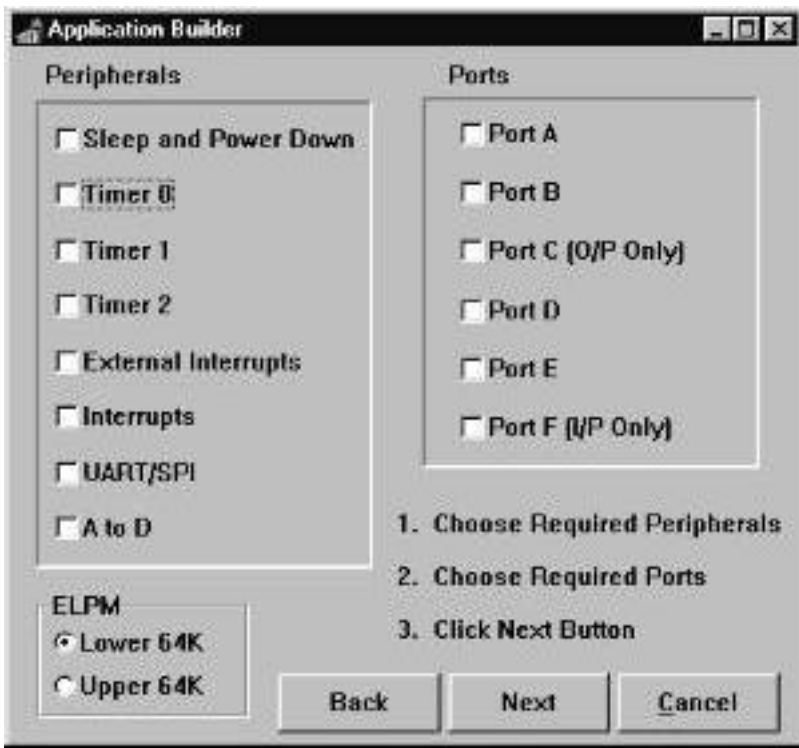 Application Builder
Peripherals
Sleep and Power Down
Timer 0
Timer 1
Timer 2
External Interrupts
Interrupts
UART/SPI
A to D
Ports
Port A
Port B
Port C (O/P Only)
Port D
Port E
Port F (I/P Only)
1. Choose Required Peripherals
2. Choose Required Ports
3. Click Next Button
ELPM
Lower 64K
Upper 64K
Back
Next
Cancel